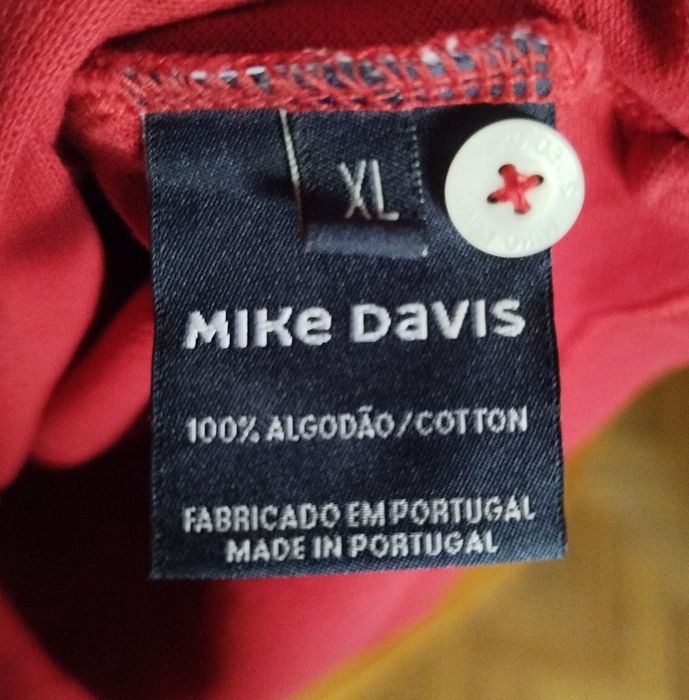 XL
MIKe DaVIS
100% ALGODÃO/COTTON
FABRICADO EM PORTUGAL
MADE IN PORTUGAL